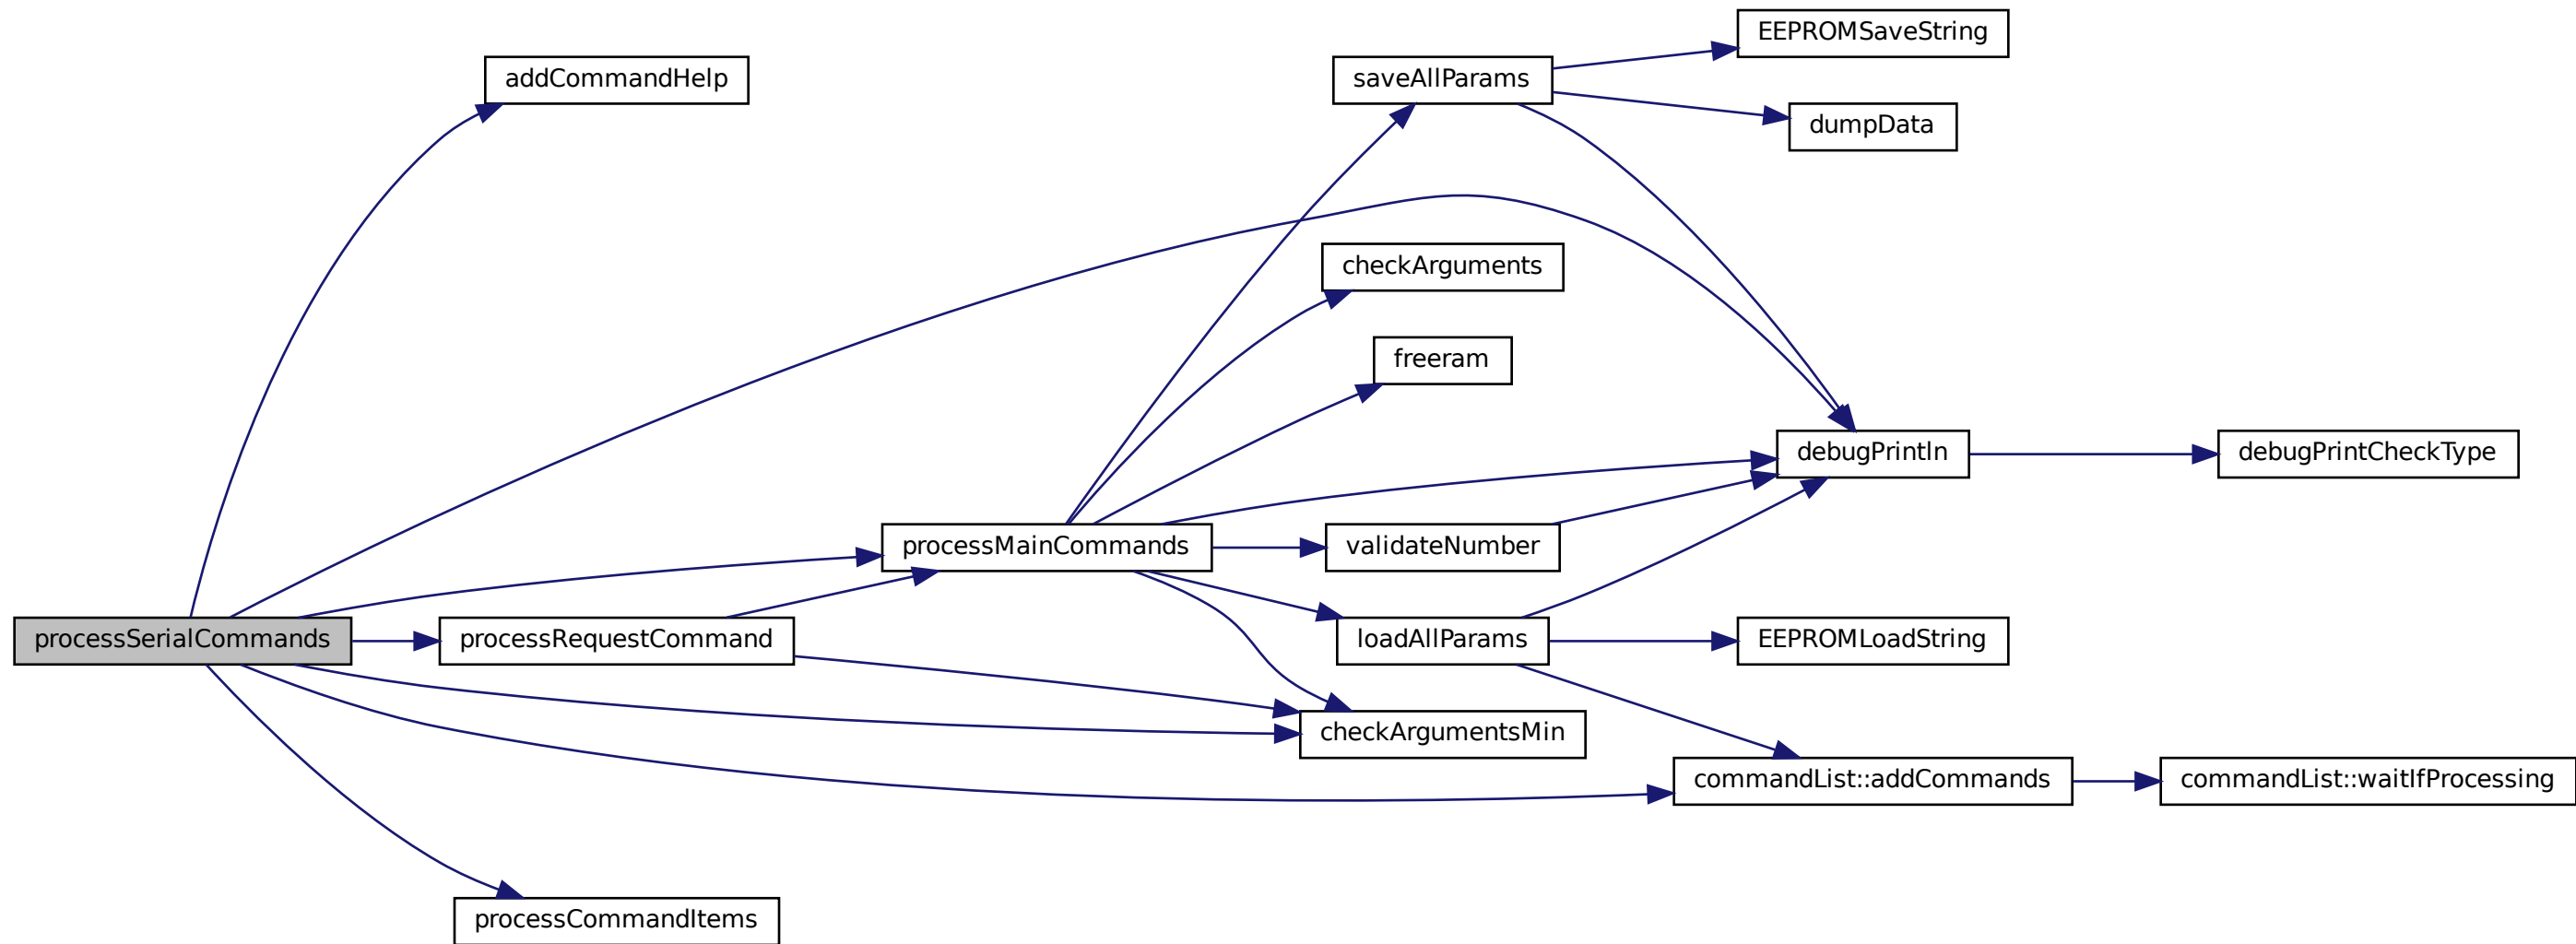 EEPROMSaveString
addCommandHelp
saveAllParams
dumpData
checkArguments
freeram
debugPrintln
debugPrintCheckType
processMainCommands
validateNumber
processSerialCommands
processRequestCommand
loadAllParams
EEPROMLoadString
checkArgumentsMin
commandList::addCommands
commandList::waitIfProcessing
processCommandItems